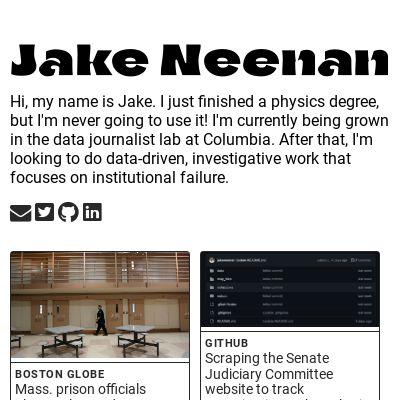 Jake Neenan
Hi, my name is Jake. I just finished a physics degree,
but I'm never going to use it! I'm currently being grown
in the data journalist lab at Columbia. After that, I'm
looking to do data-driven, investigative work that
focuses on institutional failure.
BOSTON GLOBE
Mass. prison officials
GITHUB
Scraping the Senate
Judiciary Committee
website to track